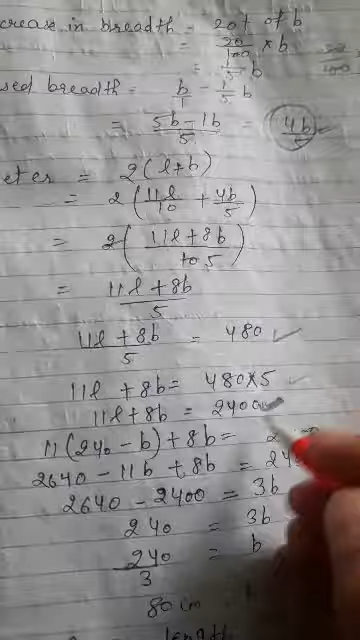 crease in breadth = 20% of b
= 20/100 × b
= 1/5 b
sed breadth = b/1 - 1/5 b
= 5b-1b/5 = 4b/5
eter = 2(l+b)
= 2(11l/10 + 4b/5)
= 2(11l+8b/10 5)
= 11l+8b/5
11l+8b/5 = 480 ✓
11l + 8b = 480×5 ✓
11l+8b = 2400
11(240-b)+8b =
2640-11b+8b = 24
2640-2400 = 3b
240 = 3b
240/3 = b
80cm
length